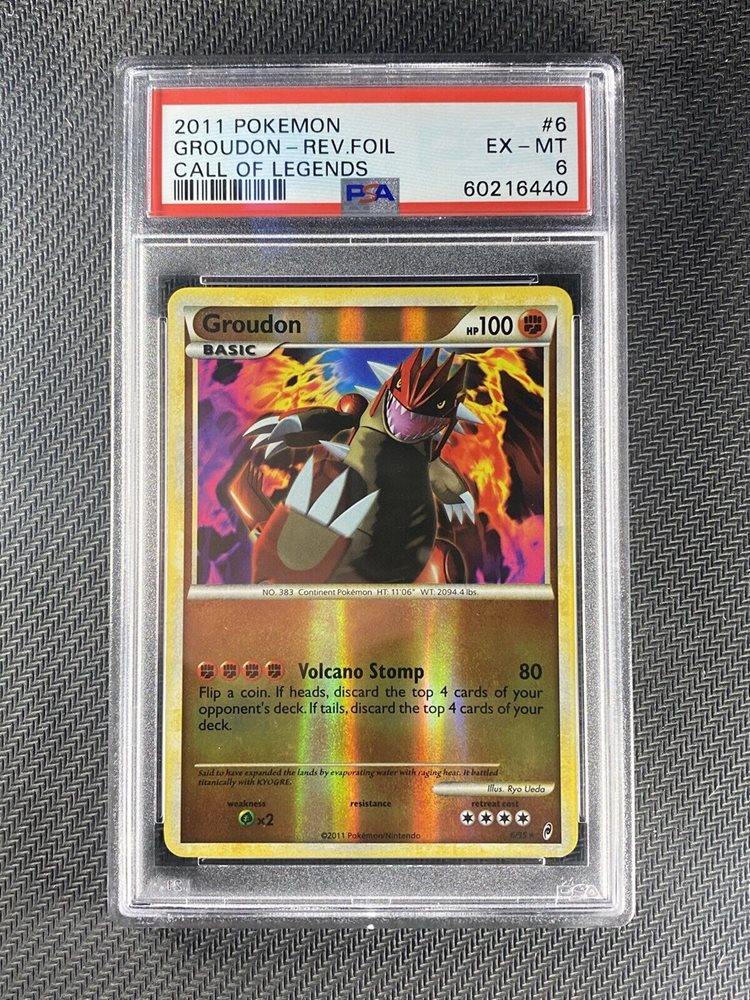 2011 POKEMON #6
GROUDON - REV.FOIL EX - MT
CALL OF LEGENDS 6
PSA 60216440
Groudon HP100
BASIC
NO. 383 Continent Pokémon HT: 11'06" WT: 2094.4 lbs.
Volcano Stomp 80
Flip a coin. If heads, discard the top 4 cards of your
opponent's deck. If tails, discard the top 4 cards of your
deck.
Said to have expanded the lands by evaporating water with raging heat. It battled
titanically with KYOGRE.
Illus. Ryo Ueda
weakness resistance retreat cost
x2
©2011 Pokémon/Nintendo 6/95 ★